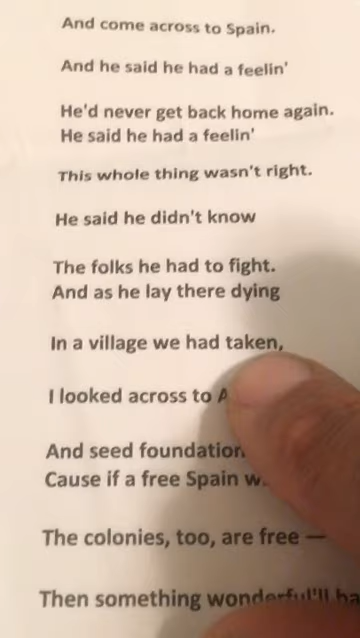 And come across to Spain.
And he said he had a feelin'
He'd never get back home again.
He said he had a feelin'
This whole thing wasn't right.
He said he didn't know
The folks he had to fight.
And as he lay there dying
In a village we had taken,
I looked across to
And seed foundation
Cause if a free Spain
The colonies, too, are free —
Then something wonderful'll